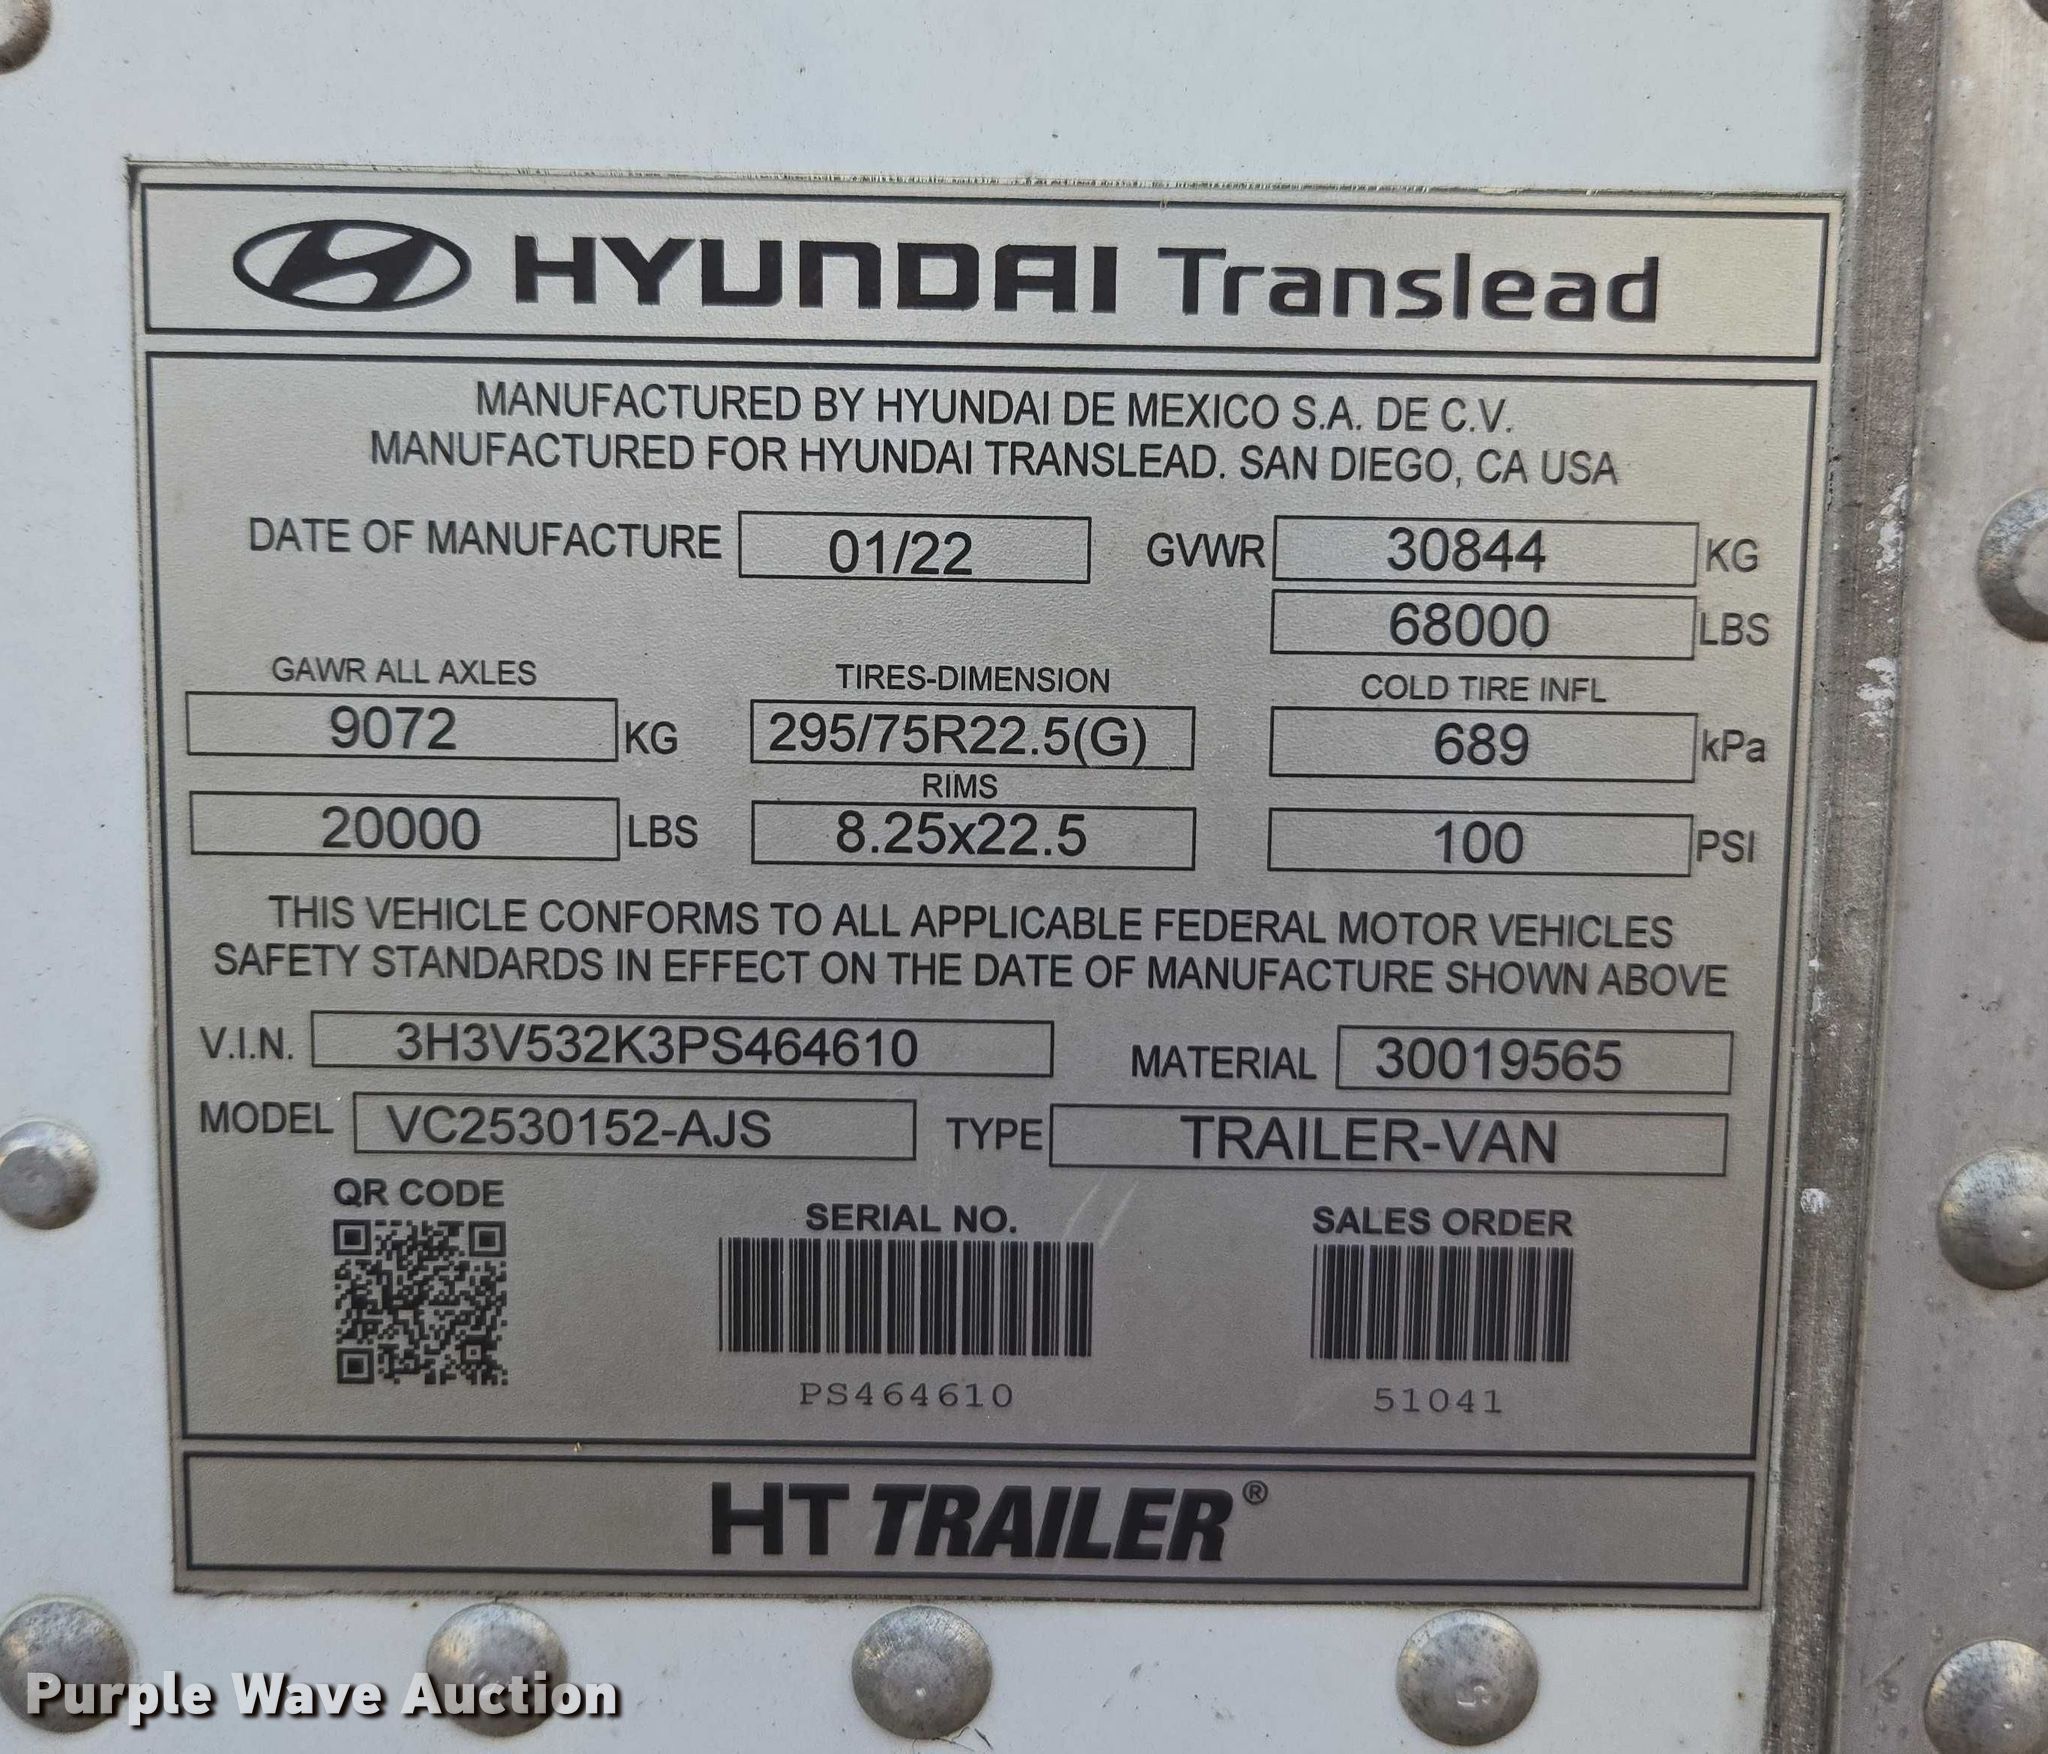 HYUNDAI Translead
MANUFACTURED BY HYUNDAI DE MEXICO S.A. DE C.V.
MANUFACTURED FOR HYUNDAI TRANSLEAD. SAN DIEGO, CA USA
DATE OF MANUFACTURE 01/22 GVWR 30844 KG
68000 LBS
GAWR ALL AXLES TIRES-DIMENSION COLD TIRE INFL
9072 KG 295/75R22.5(G) 689 kPa
RIMS
20000 LBS 8.25x22.5 100 PSI
THIS VEHICLE CONFORMS TO ALL APPLICABLE FEDERAL MOTOR VEHICLES
SAFETY STANDARDS IN EFFECT ON THE DATE OF MANUFACTURE SHOWN ABOVE
V.I.N. 3H3V532K3PS464610 MATERIAL 30019565
MODEL VC2530152-AJS TYPE TRAILER-VAN
QR CODE SERIAL NO. SALES ORDER
PS464610 51041
HT TRAILER®
Purple Wave Auction